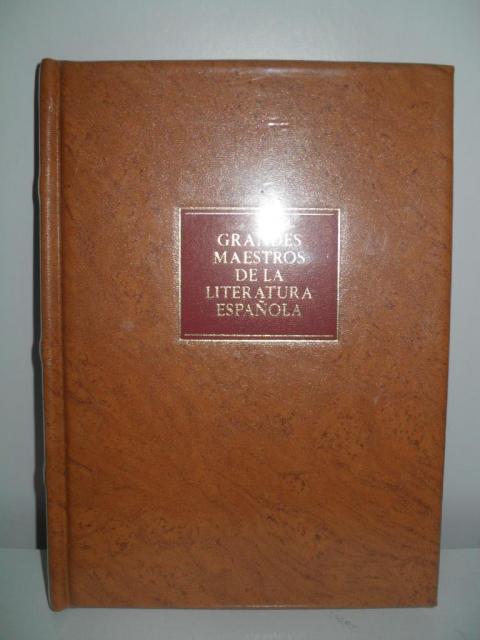 GRANDES
MAESTROS
DE LA
LITERATURA
ESPAÑOLA